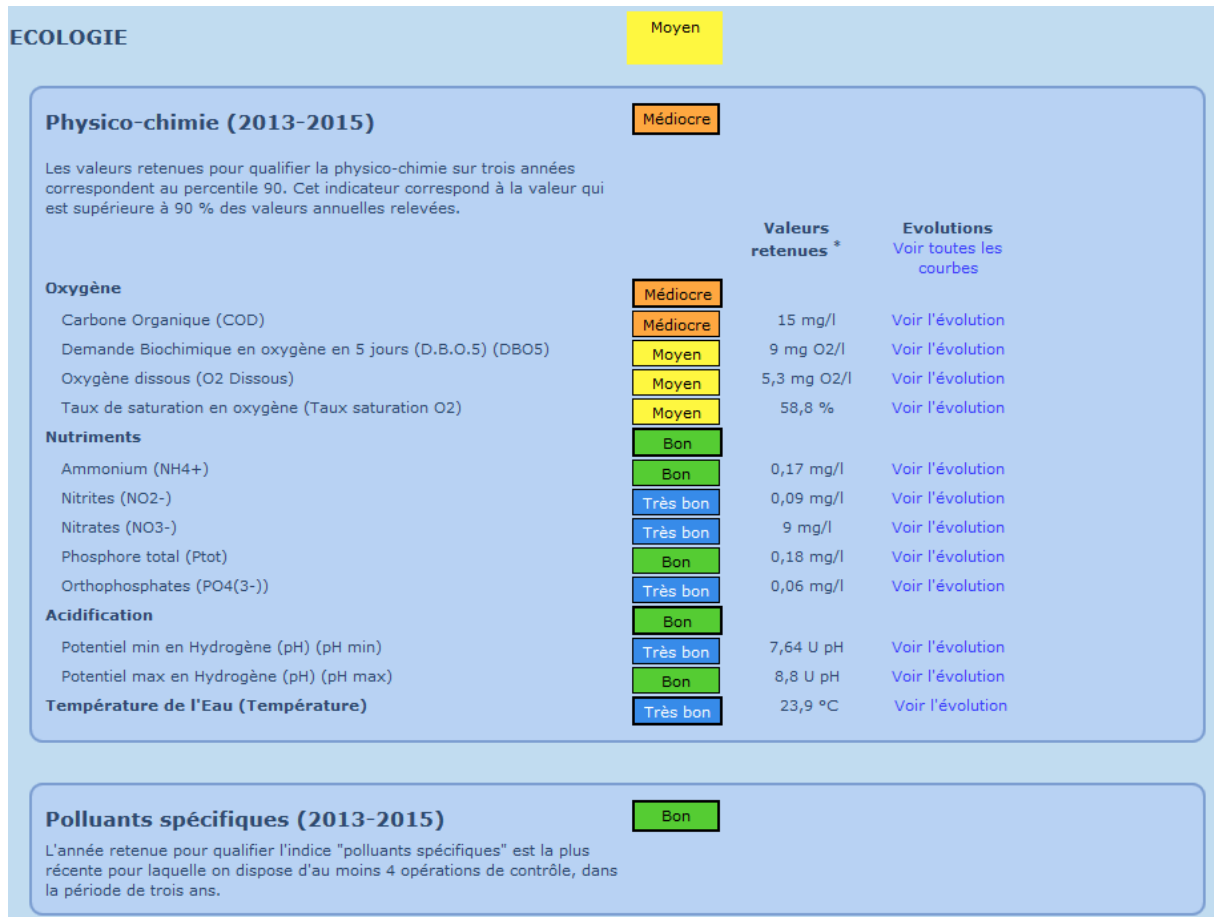 ECOLOGIE Moyen
Physico-chimie (2013-2015) Médiocre
Les valeurs retenues pour qualifier la physico-chimie sur trois années
correspondent au percentile 90. Cet indicateur correspond à la valeur qui
est supérieure à 90 % des valeurs annuelles relevées.
Valeurs Evolutions
retenues * Voir toutes les
courbes
Oxygène Médiocre
Carbone Organique (COD) Médiocre 15 mg/l Voir l'évolution
Demande Biochimique en oxygène en 5 jours (D.B.O.5) (DBO5) Moyen 9 mg O2/l Voir l'évolution
Oxygène dissous (O2 Dissous) Moyen 5,3 mg O2/l Voir l'évolution
Taux de saturation en oxygène (Taux saturation O2) Moyen 58,8 % Voir l'évolution
Nutriments Bon
Ammonium (NH4+) Bon 0,17 mg/l Voir l'évolution
Nitrites (NO2-) Très bon 0,09 mg/l Voir l'évolution
Nitrates (NO3-) Très bon 9 mg/l Voir l'évolution
Phosphore total (Ptot) Bon 0,18 mg/l Voir l'évolution
Orthophosphates (PO4(3-)) Très bon 0,06 mg/l Voir l'évolution
Acidification Bon
Potentiel min en Hydrogène (pH) (pH min) Très bon 7,64 U pH Voir l'évolution
Potentiel max en Hydrogène (pH) (pH max) Bon 8,8 U pH Voir l'évolution
Température de l'Eau (Température) Très bon 23,9 °C Voir l'évolution
Polluants spécifiques (2013-2015) Bon
L'année retenue pour qualifier l'indice "polluants spécifiques" est la plus
récente pour laquelle on dispose d'au moins 4 opérations de contrôle, dans
la période de trois ans.